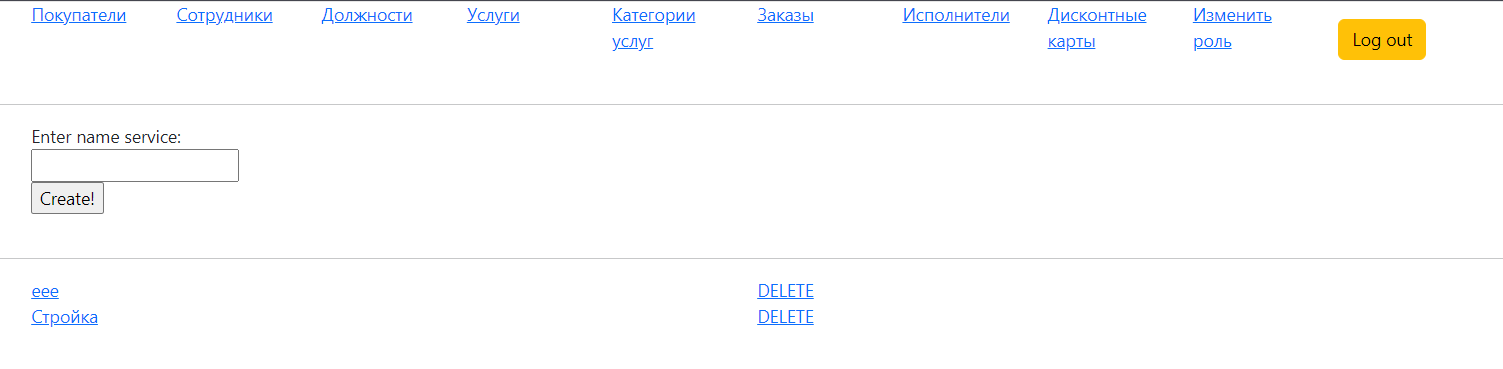 Покупатели Сотрудники Должности Услуги Категории услуг Заказы Исполнители Дисконтные карты Изменить роль Log out
Enter name service:
Create!
eee DELETE
Стройка DELETE